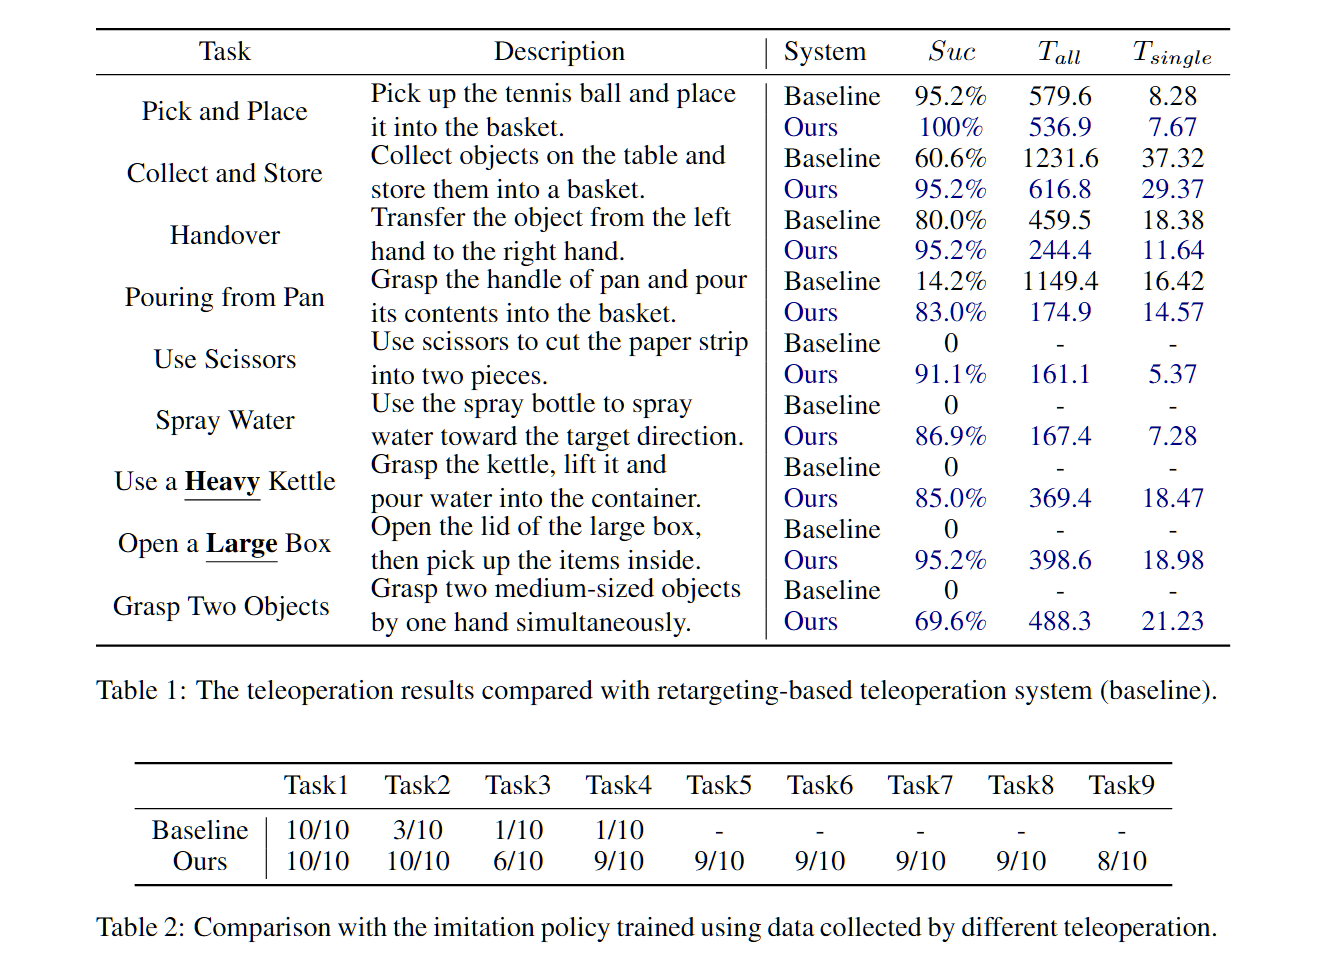 Task Description System Suc T_all T_single
Pick and Place Pick up the tennis ball and place Baseline 95.2% 579.6 8.28
it into the basket. Ours 100% 536.9 7.67
Collect and Store Collect objects on the table and Baseline 60.6% 1231.6 37.32
store them into a basket. Ours 95.2% 616.8 29.37
Handover Transfer the object from the left Baseline 80.0% 459.5 18.38
hand to the right hand. Ours 95.2% 244.4 11.64
Pouring from Pan Grasp the handle of pan and pour Baseline 14.2% 1149.4 16.42
its contents into the basket. Ours 83.0% 174.9 14.57
Use Scissors Use scissors to cut the paper strip Baseline 0 - -
into two pieces. Ours 91.1% 161.1 5.37
Spray Water Use the spray bottle to spray Baseline 0 - -
water toward the target direction. Ours 86.9% 167.4 7.28
Use a Heavy Kettle Grasp the kettle, lift it and Baseline 0 - -
pour water into the container. Ours 85.0% 369.4 18.47
Open a Large Box Open the lid of the large box, Baseline 0 - -
then pick up the items inside. Ours 95.2% 398.6 18.98
Grasp Two Objects Grasp two medium-sized objects Baseline 0 - -
by one hand simultaneously. Ours 69.6% 488.3 21.23
Table 1: The teleoperation results compared with retargeting-based teleoperation system (baseline).
Task1 Task2 Task3 Task4 Task5 Task6 Task7 Task8 Task9
Baseline 10/10 3/10 1/10 1/10 - - - - -
Ours 10/10 10/10 6/10 9/10 9/10 9/10 9/10 9/10 8/10
Table 2: Comparison with the imitation policy trained using data collected by different teleoperation.